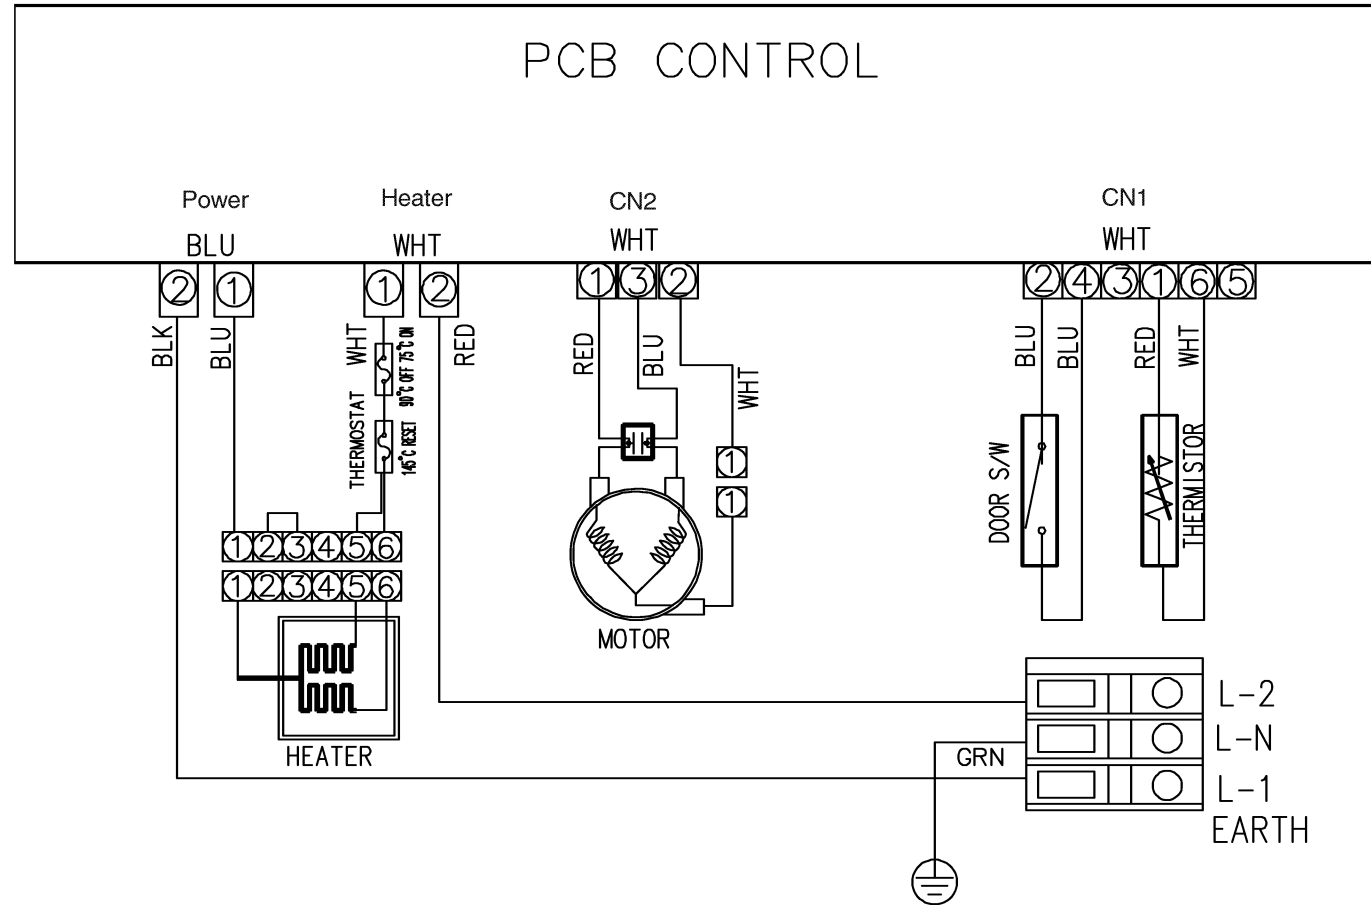 PCB CONTROL
Power Heater CN2 CN1
BLU WHT WHT WHT
2 1 1 2 1 3 2 2 4 3 1 6 5
BLK BLU WHT RED RED BLU WHT BLU BLU RED WHT
90°C OFF 75°C ON
145°C RESET
THERMOSTAT
1
1
DOOR S/W
THERMISTOR
1 2 3 4 5 6
1 2 3 4 5 6
MOTOR
HEATER
L-2
L-N
GRN
L-1
EARTH